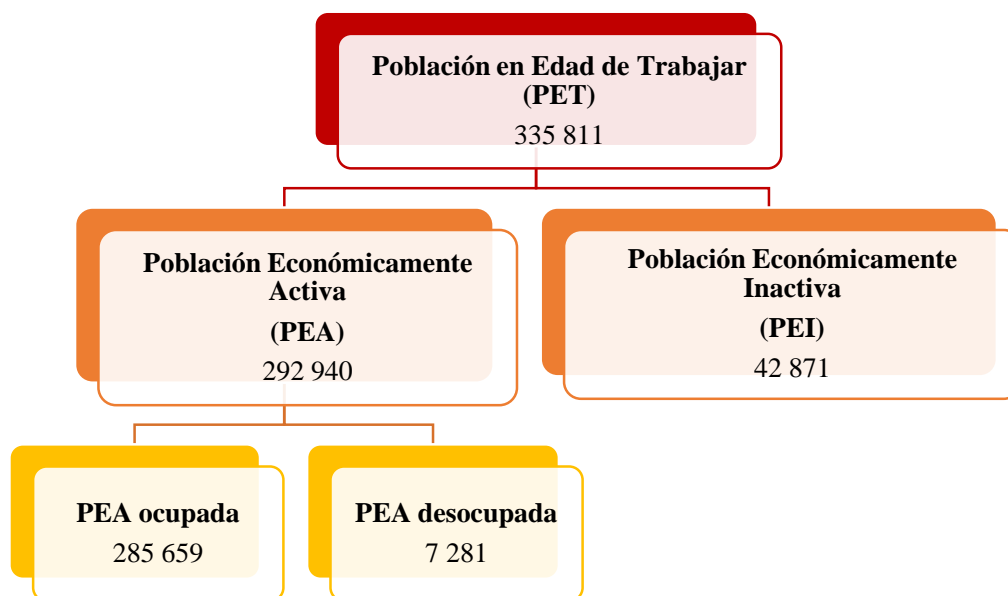 Población en Edad de Trabajar
(PET)
335 811
Población Económicamente
Activa
(PEA)
292 940
Población Económicamente
Inactiva
(PEI)
42 871
PEA ocupada
285 659
PEA desocupada
7 281